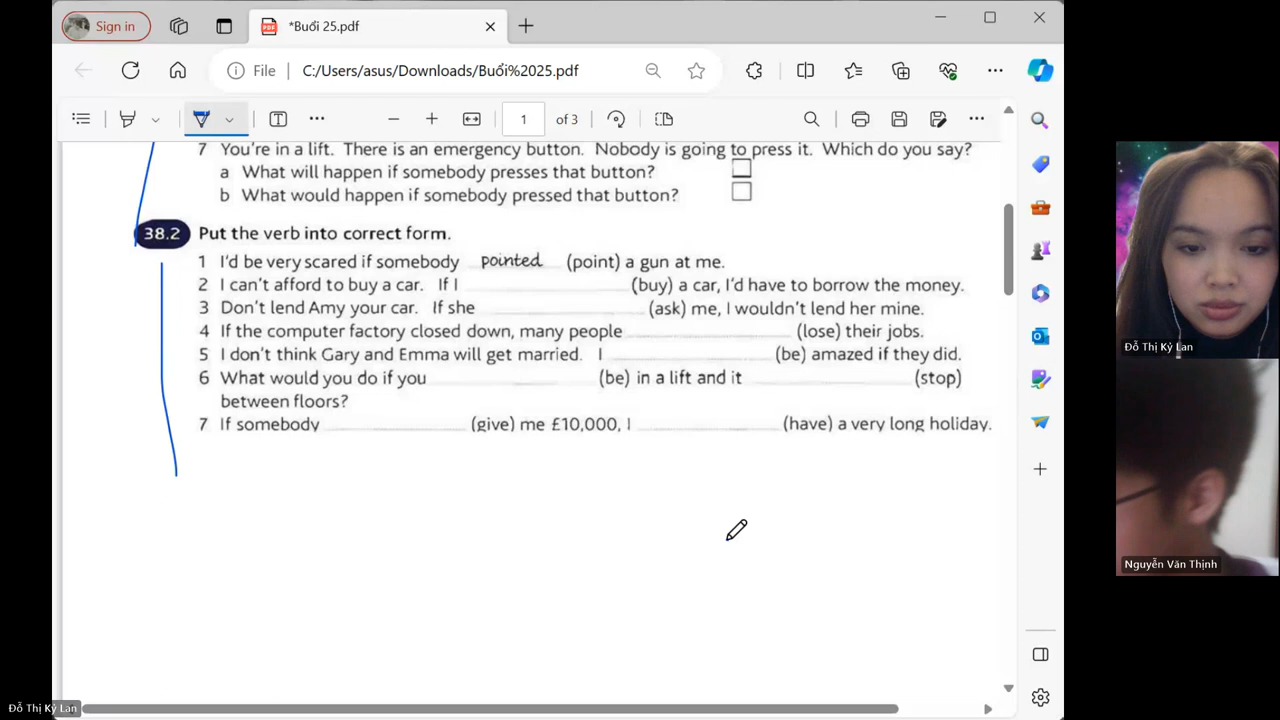 Sign in
*Buổi 25.pdf
File
C:/Users/asus/Downloads/Buổi%2025.pdf
1 of 3
7 You're in a lift. There is an emergency button. Nobody is going to press it. Which do you say?
a What will happen if somebody presses that button?
b What would happen if somebody pressed that button?
38.2 Put the verb into correct form.
1 I'd be very scared if somebody pointed (point) a gun at me.
2 I can't afford to buy a car. If I (buy) a car, I'd have to borrow the money.
3 Don't lend Amy your car. If she (ask) me, I wouldn't lend her mine.
4 If the computer factory closed down, many people (lose) their jobs.
5 I don't think Gary and Emma will get married. I (be) amazed if they did.
6 What would you do if you (be) in a lift and it (stop)
between floors?
7 If somebody (give) me £10,000, I (have) a very long holiday.
Đỗ Thị Kỷ Lan
Nguyễn Văn Thịnh
Đỗ Thị Kỷ Lan